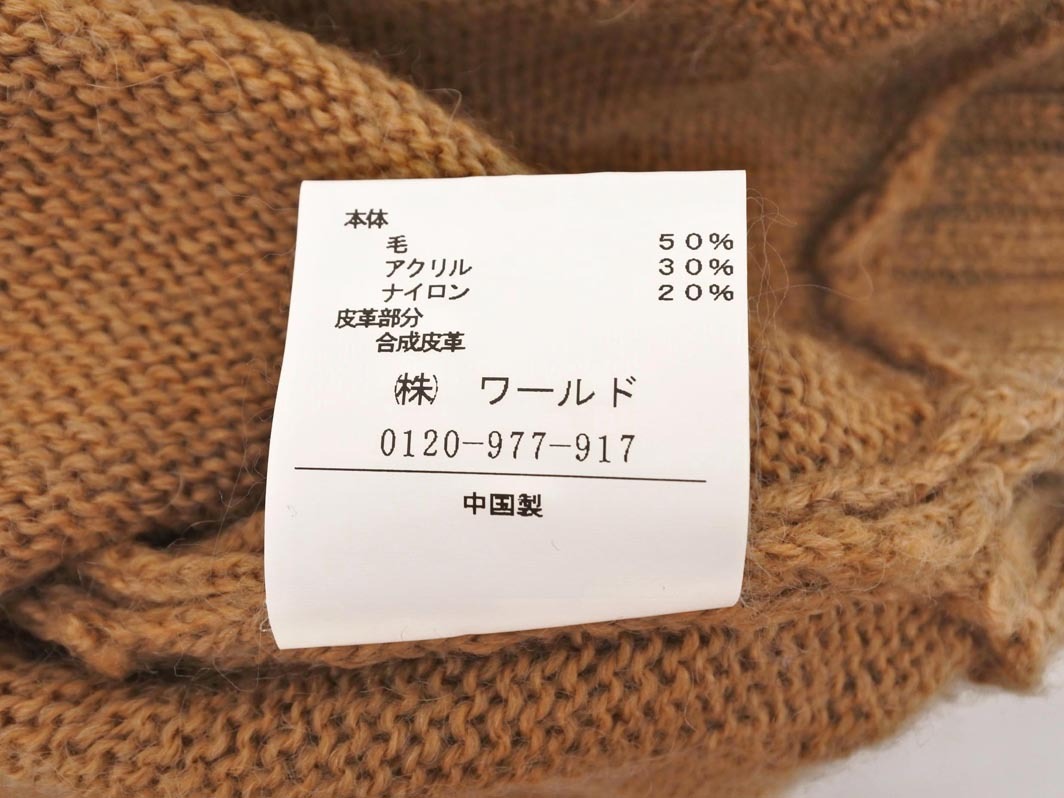 本体
毛 50%
アクリル 30%
ナイロン 20%
皮革部分
合成皮革
㈱ ワールド
0120-977-917
中国製